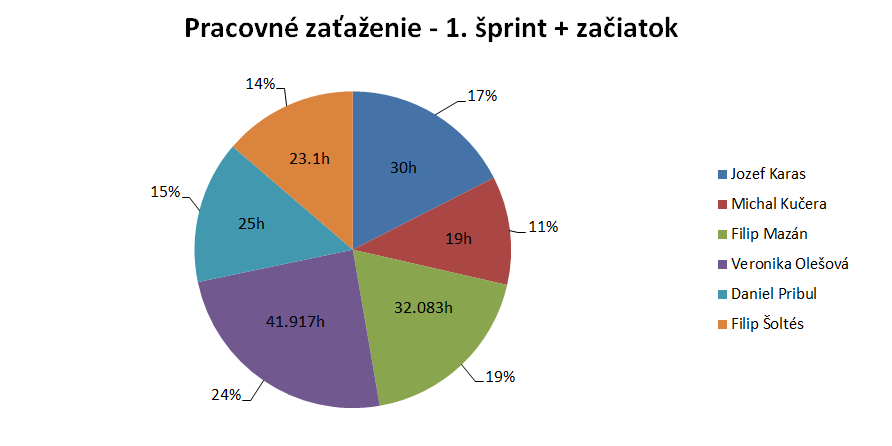 Pracovné zaťaženie - 1. šprint + začiatok
14%
17%
23.1h
30h
15%
25h
19h
11%
41.917h
32.083h
24%
19%
Jozef Karas
Michal Kučera
Filip Mazán
Veronika Olešová
Daniel Pribul
Filip Šoltés